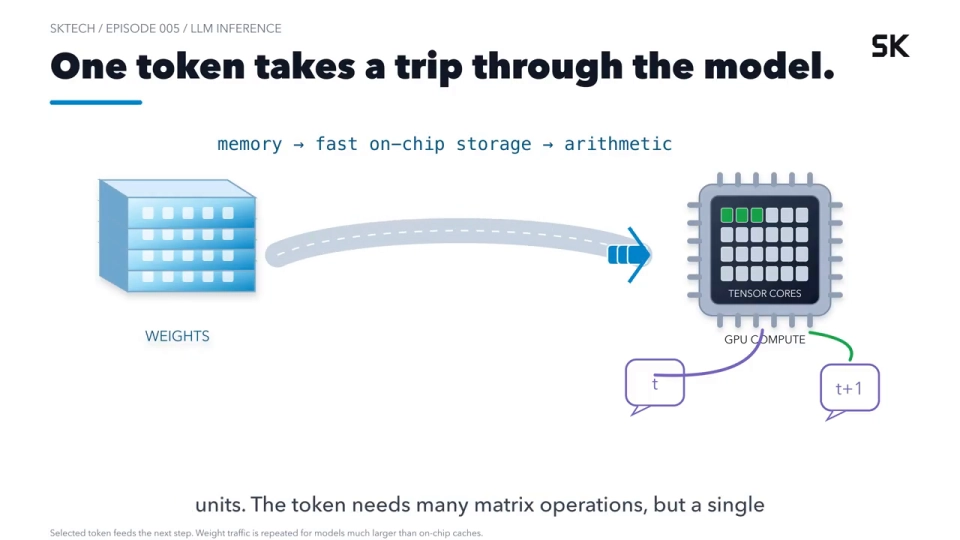 SKTECH / EPISODE 005 / LLM INFERENCE
SK
One token takes a trip through the model.
memory → fast on-chip storage → arithmetic
TENSOR CORES
WEIGHTS
GPU COMPUTE
t
t+1
units. The token needs many matrix operations, but a single
Selected token feeds the next step. Weight traffic is repeated for models much larger than on-chip caches.